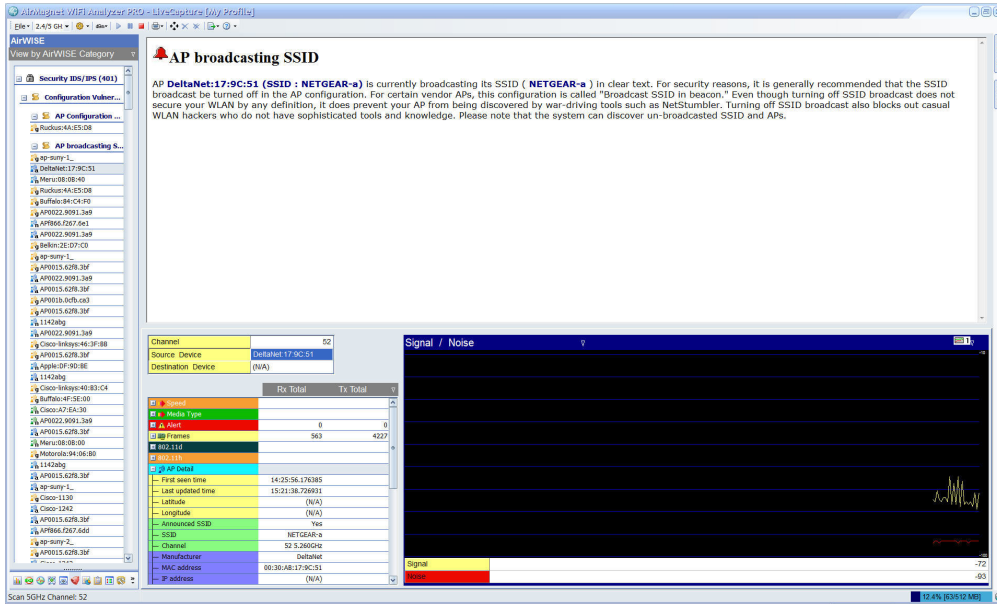 AirMagnet WiFi Analyzer PRO - LiveCapture [My Profile]
File 2.4/5 GH
AirWISE
View by AirWISE Category
Security IDS/IPS (401)
Configuration Vulner...
AP Configuration ...
Ruckus:4A:E5:D8
AP broadcasting S...
ap-suny-1_
DeltaNet:17:9C:51
Meru:08:0B:40
Ruckus:4A:E5:D8
Buffalo:84:C4:F0
AP0022.9091.3a9
APf866.f267.6e1
AP0022.9091.3a9
Belkin:2E:D7:C0
ap-suny-1_
AP0015.62f8.3bf
AP0022.9091.3a9
AP0015.62f8.3bf
AP001b.0cfb.ca3
AP0015.62f8.3bf
1142abg
AP0022.9091.3a9
Cisco-linksys:46:3F:88
AP0015.62f8.3bf
Apple:DF:9D:BE
1142abg
Cisco-linksys:40:83:C4
Buffalo:4F:5E:00
Cisco:A7:EA:30
AP0022.9091.3a9
AP0015.62f8.3bf
Meru:08:0B:00
Motorola:94:06:B0
1142abg
AP0015.62f8.3bf
ap-suny-1_
Cisco-1130
Cisco-1242
AP0015.62f8.3bf
APf866.f267.6dd
ap-suny-2_
AP0015.62f8.3bf
AP broadcasting SSID
AP DeltaNet:17:9C:51 (SSID : NETGEAR-a) is currently broadcasting its SSID ( NETGEAR-a ) in clear text. For security reasons, it is generally recommended that the SSID
broadcast be turned off in the AP configuration. For certain vendor APs, this configuration is called "Broadcast SSID in beacon." Even though turning off SSID broadcast does not
secure your WLAN by any definition, it does prevent your AP from being discovered by war-driving tools such as NetStumbler. Turning off SSID broadcast also blocks out casual
WLAN hackers who do not have sophisticated tools and knowledge. Please note that the system can discover un-broadcasted SSID and APs.
Channel 52
Source Device DeltaNet:17:9C:51
Destination Device (N/A)
Rx Total Tx Total
Speed
Media Type
Alert 0 0
Frames 563 4227
802.11d
802.11h
AP Detail
First seen time 14:25:56.176385
Last updated time 15:21:38.726931
Latitude (N/A)
Longitude (N/A)
Announced SSID Yes
SSID NETGEAR-a
Channel 52 5.260GHz
Manufacturer DeltaNet
MAC address 00:30:AB:17:9C:51
IP address (N/A)
Signal / Noise
1
Signal -72
Noise -93
Scan 5GHz Channel: 52
12.4% [63/512 MB]